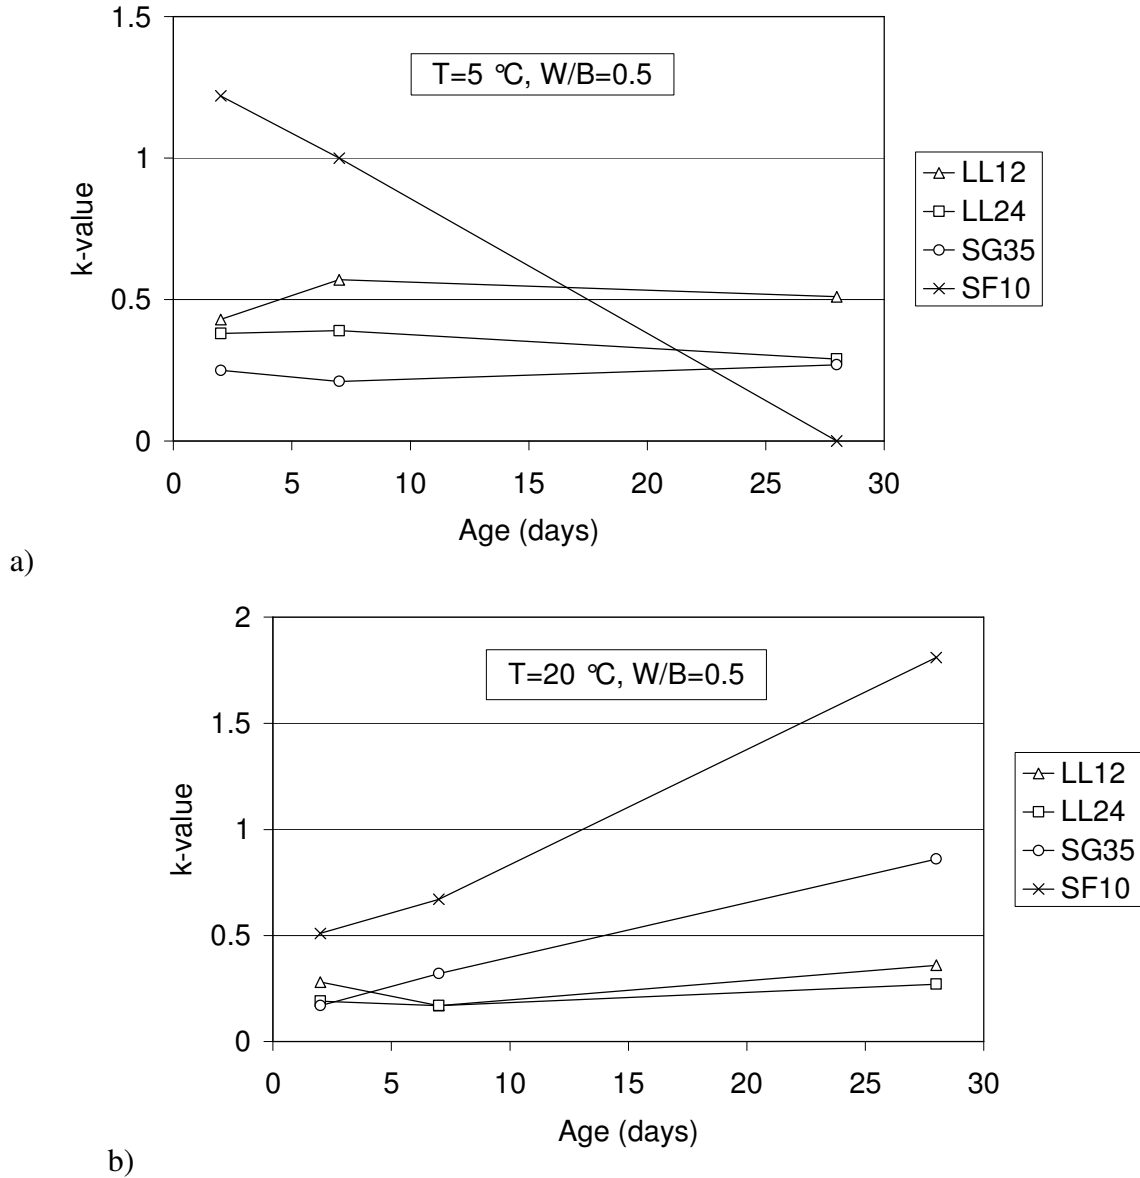 1.5
T=5 °C, W/B=0.5
1
k-value
0.5
0
0 5 10 15 20 25 30
Age (days)
LL12
LL24
SG35
SF10
a)
2
T=20 °C, W/B=0.5
1.5
1
k-value
0.5
0
0 5 10 15 20 25 30
Age (days)
LL12
LL24
SG35
SF10
b)